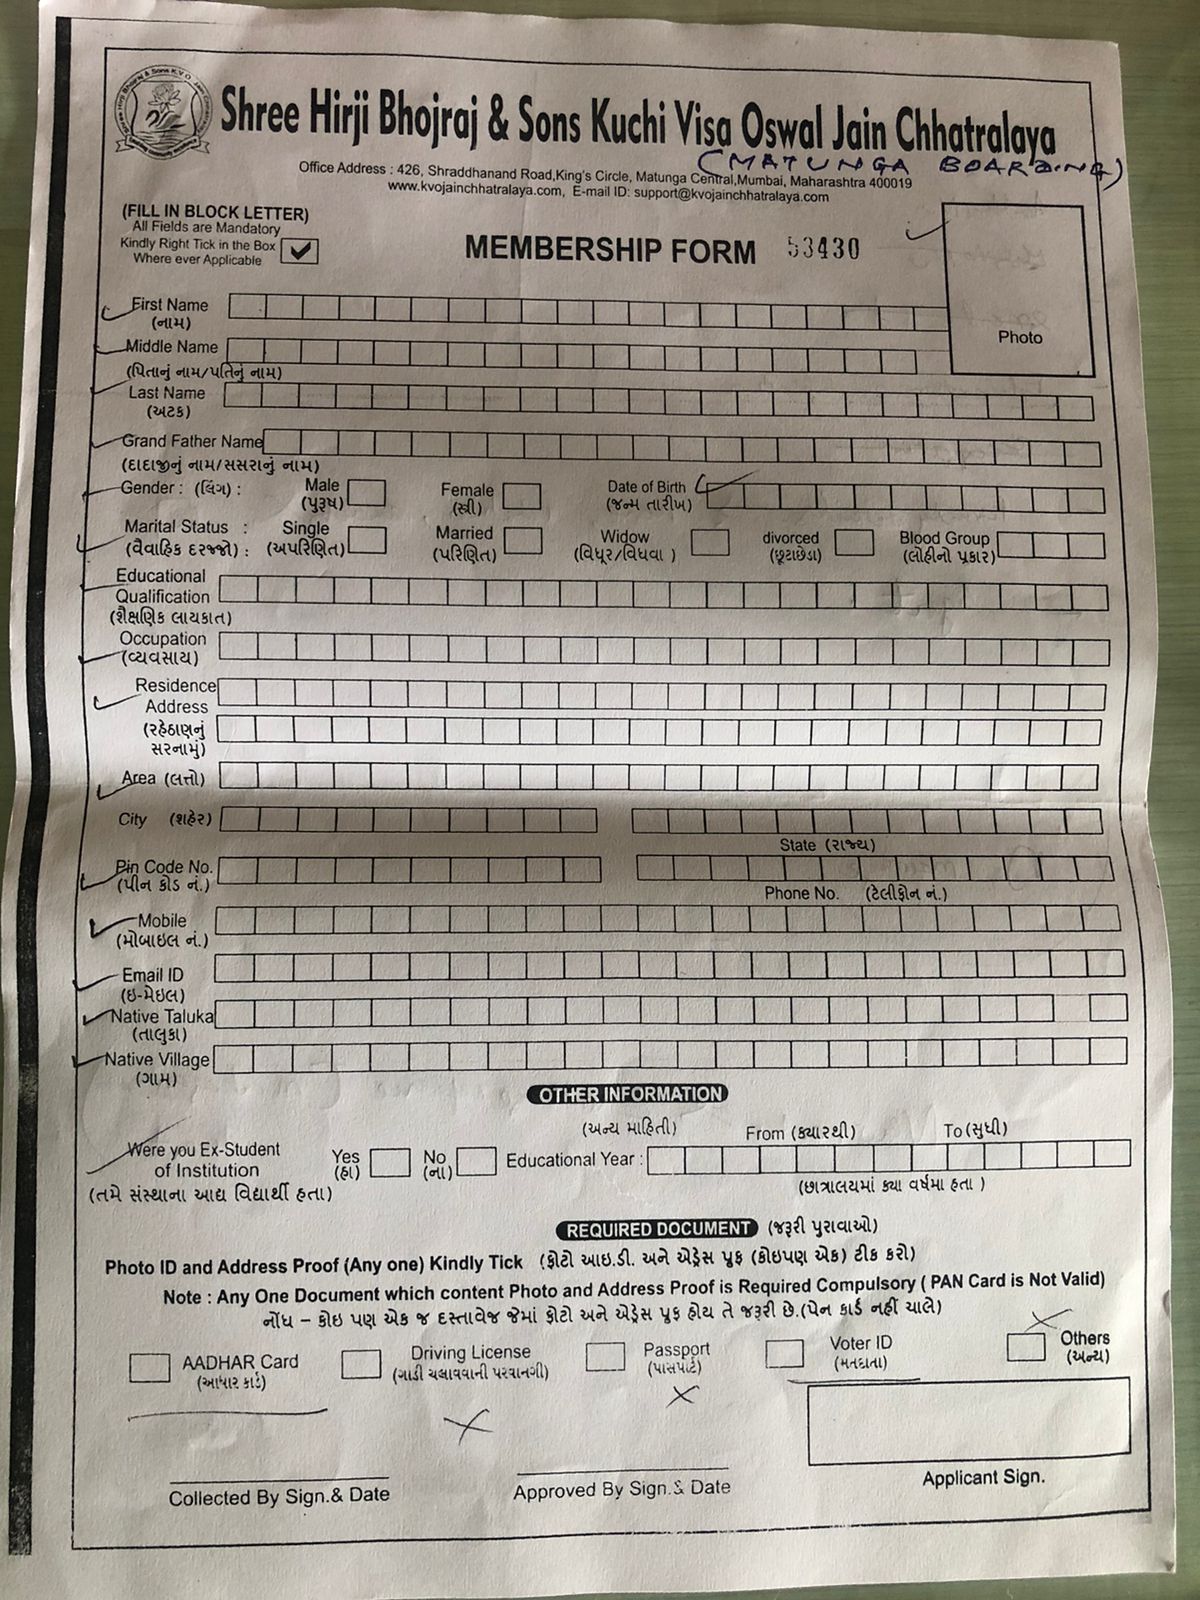 Shree Hirji Bhojraj & Sons Kuchi Visa Oswal Jain Chhatralaya
(MATUNGA BOARDING)
Office Address : 426, Shraddhanand Road,King's Circle, Matunga Central,Mumbai, Maharashtra 400019
www.kvojainchhatralaya.com, E-mail ID: support@kvojainchhatralaya.com
(FILL IN BLOCK LETTER)
All Fields are Mandatory
Kindly Right Tick in the Box
Where ever Applicable
MEMBERSHIP FORM 53430
Photo
First Name
(નામ)
Middle Name
(પિતાનું નામ/પતિનું નામ)
Last Name
(અટક)
Grand Father Name
(દાદાજીનું નામ/સસરાનું નામ)
Gender : (લિંગ) : Male Female Date of Birth
(પુરૂષ) (સ્ત્રી) (જન્મ તારીખ)
Marital Status : Single Married Widow divorced Blood Group
(વૈવાહિક દરજ્જો) : (અપરિણિત) (પરિણિત) (વિધૂર/વિધવા ) (છૂટાછેડા) (લોહીનો પ્રકાર)
Educational
Qualification
(શૈક્ષણિક લાયકાત)
Occupation
(વ્યવસાય)
Residence
Address
(રહેઠાણનું
સરનામું)
Area (લત્તો)
City (શહેર)
State (રાજ્ય)
Pin Code No.
(પીન કોડ નં.)
Phone No. (ટેલીફોન નં.)
Mobile
(મોબાઇલ નં.)
Email ID
(ઇ-મેઇલ)
Native Taluka
(તાલુકા)
Native Village
(ગામ)
OTHER INFORMATION
(અન્ય માહિતી) From (ક્યારથી) To (સુધી)
Were you Ex-Student Yes No Educational Year :
of Institution (હા) (ના)
(તમે સંસ્થાના આદ્ય વિદ્યાર્થી હતા) (છાત્રાલયમાં ક્યા વર્ષમા હતા )
REQUIRED DOCUMENT (જરૂરી પુરાવાઓ)
Photo ID and Address Proof (Any one) Kindly Tick (ફોટો આઇ.ડી. અને એડ્રેસ પ્રૂફ (કોઇપણ એક) ટીક કરો)
Note : Any One Document which content Photo and Address Proof is Required Compulsory ( PAN Card is Not Valid)
નોંધ - કોઇ પણ એક જ દસ્તાવેજ જેમાં ફોટો અને એડ્રેસ પ્રૂફ હોય તે જરૂરી છે.(પેન કાર્ડ નહીં ચાલે)
AADHAR Card Driving License Passport Voter ID Others
(આધાર કાર્ડ) (ગાડી ચલાવવાની પરવાનગી) (પાસપોર્ટ) (મતદાતા) (અન્ય)
Collected By Sign.& Date Approved By Sign.& Date Applicant Sign.